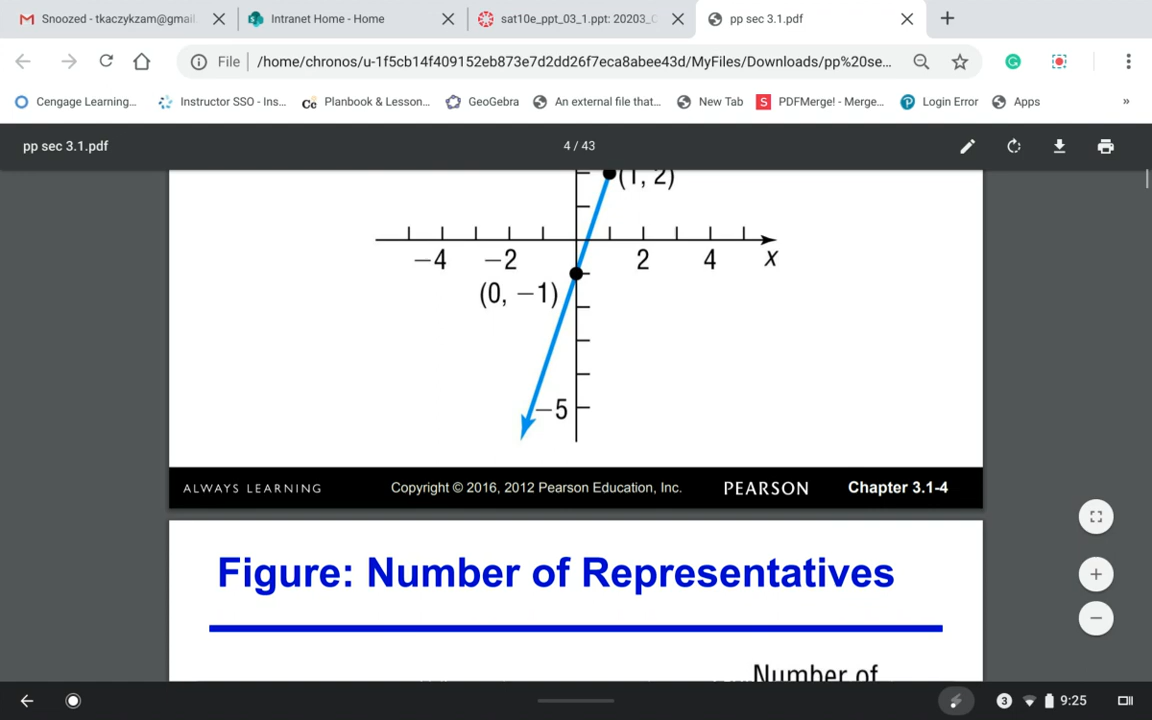 Snoozed - tkaczykzam@gmail
Intranet Home - Home
sat10e_ppt_03_1.ppt: 20203_C
pp sec 3.1.pdf
File
/home/chronos/u-1f5cb14f409152eb873e7d2dd26f7eca8abee43d/MyFiles/Downloads/pp%20se...
Cengage Learning...
Instructor SSO - Ins...
Cc Planbook & Lesson...
GeoGebra
An external file that...
New Tab
S PDFMerge! - Merge...
Login Error
Apps
»
pp sec 3.1.pdf
4 / 43
(1, 2)
−4 −2 2 4 x
(0, −1)
−5
ALWAYS LEARNING
Copyright © 2016, 2012 Pearson Education, Inc.
PEARSON
Chapter 3.1-4
Figure: Number of Representatives
Number of
3
9:25